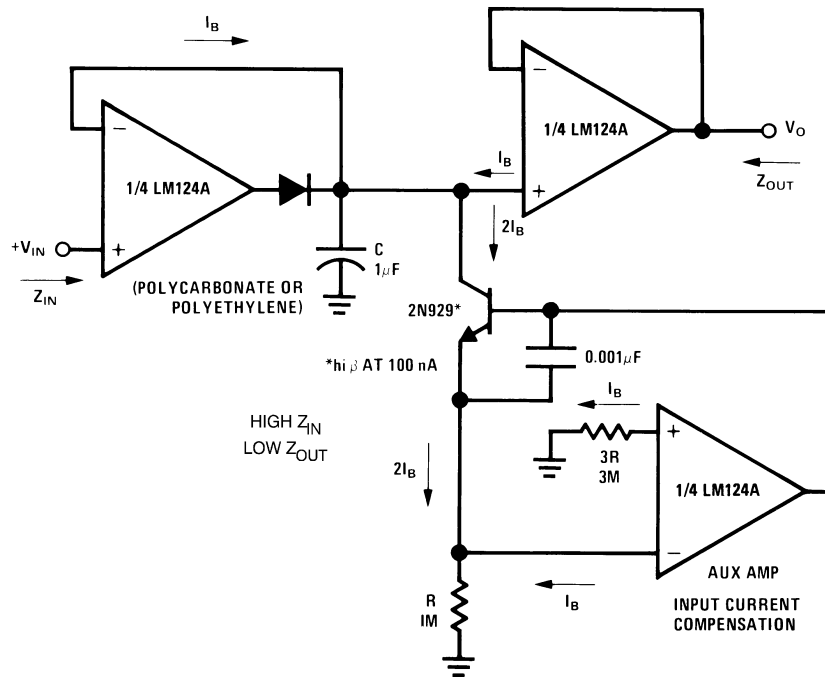 I_B
−
1/4 LM124A
+V_IN
+
Z_IN
C
1μF
(POLYCARBONATE OR
POLYETHYLENE)
−
1/4 LM124A
I_B
+
V_O
Z_OUT
2I_B
2N929*
*hi β AT 100 nA
0.001μF
HIGH Z_IN
LOW Z_OUT
I_B
3R
3M
+
1/4 LM124A
−
2I_B
I_B
AUX AMP
INPUT CURRENT
COMPENSATION
R
IM